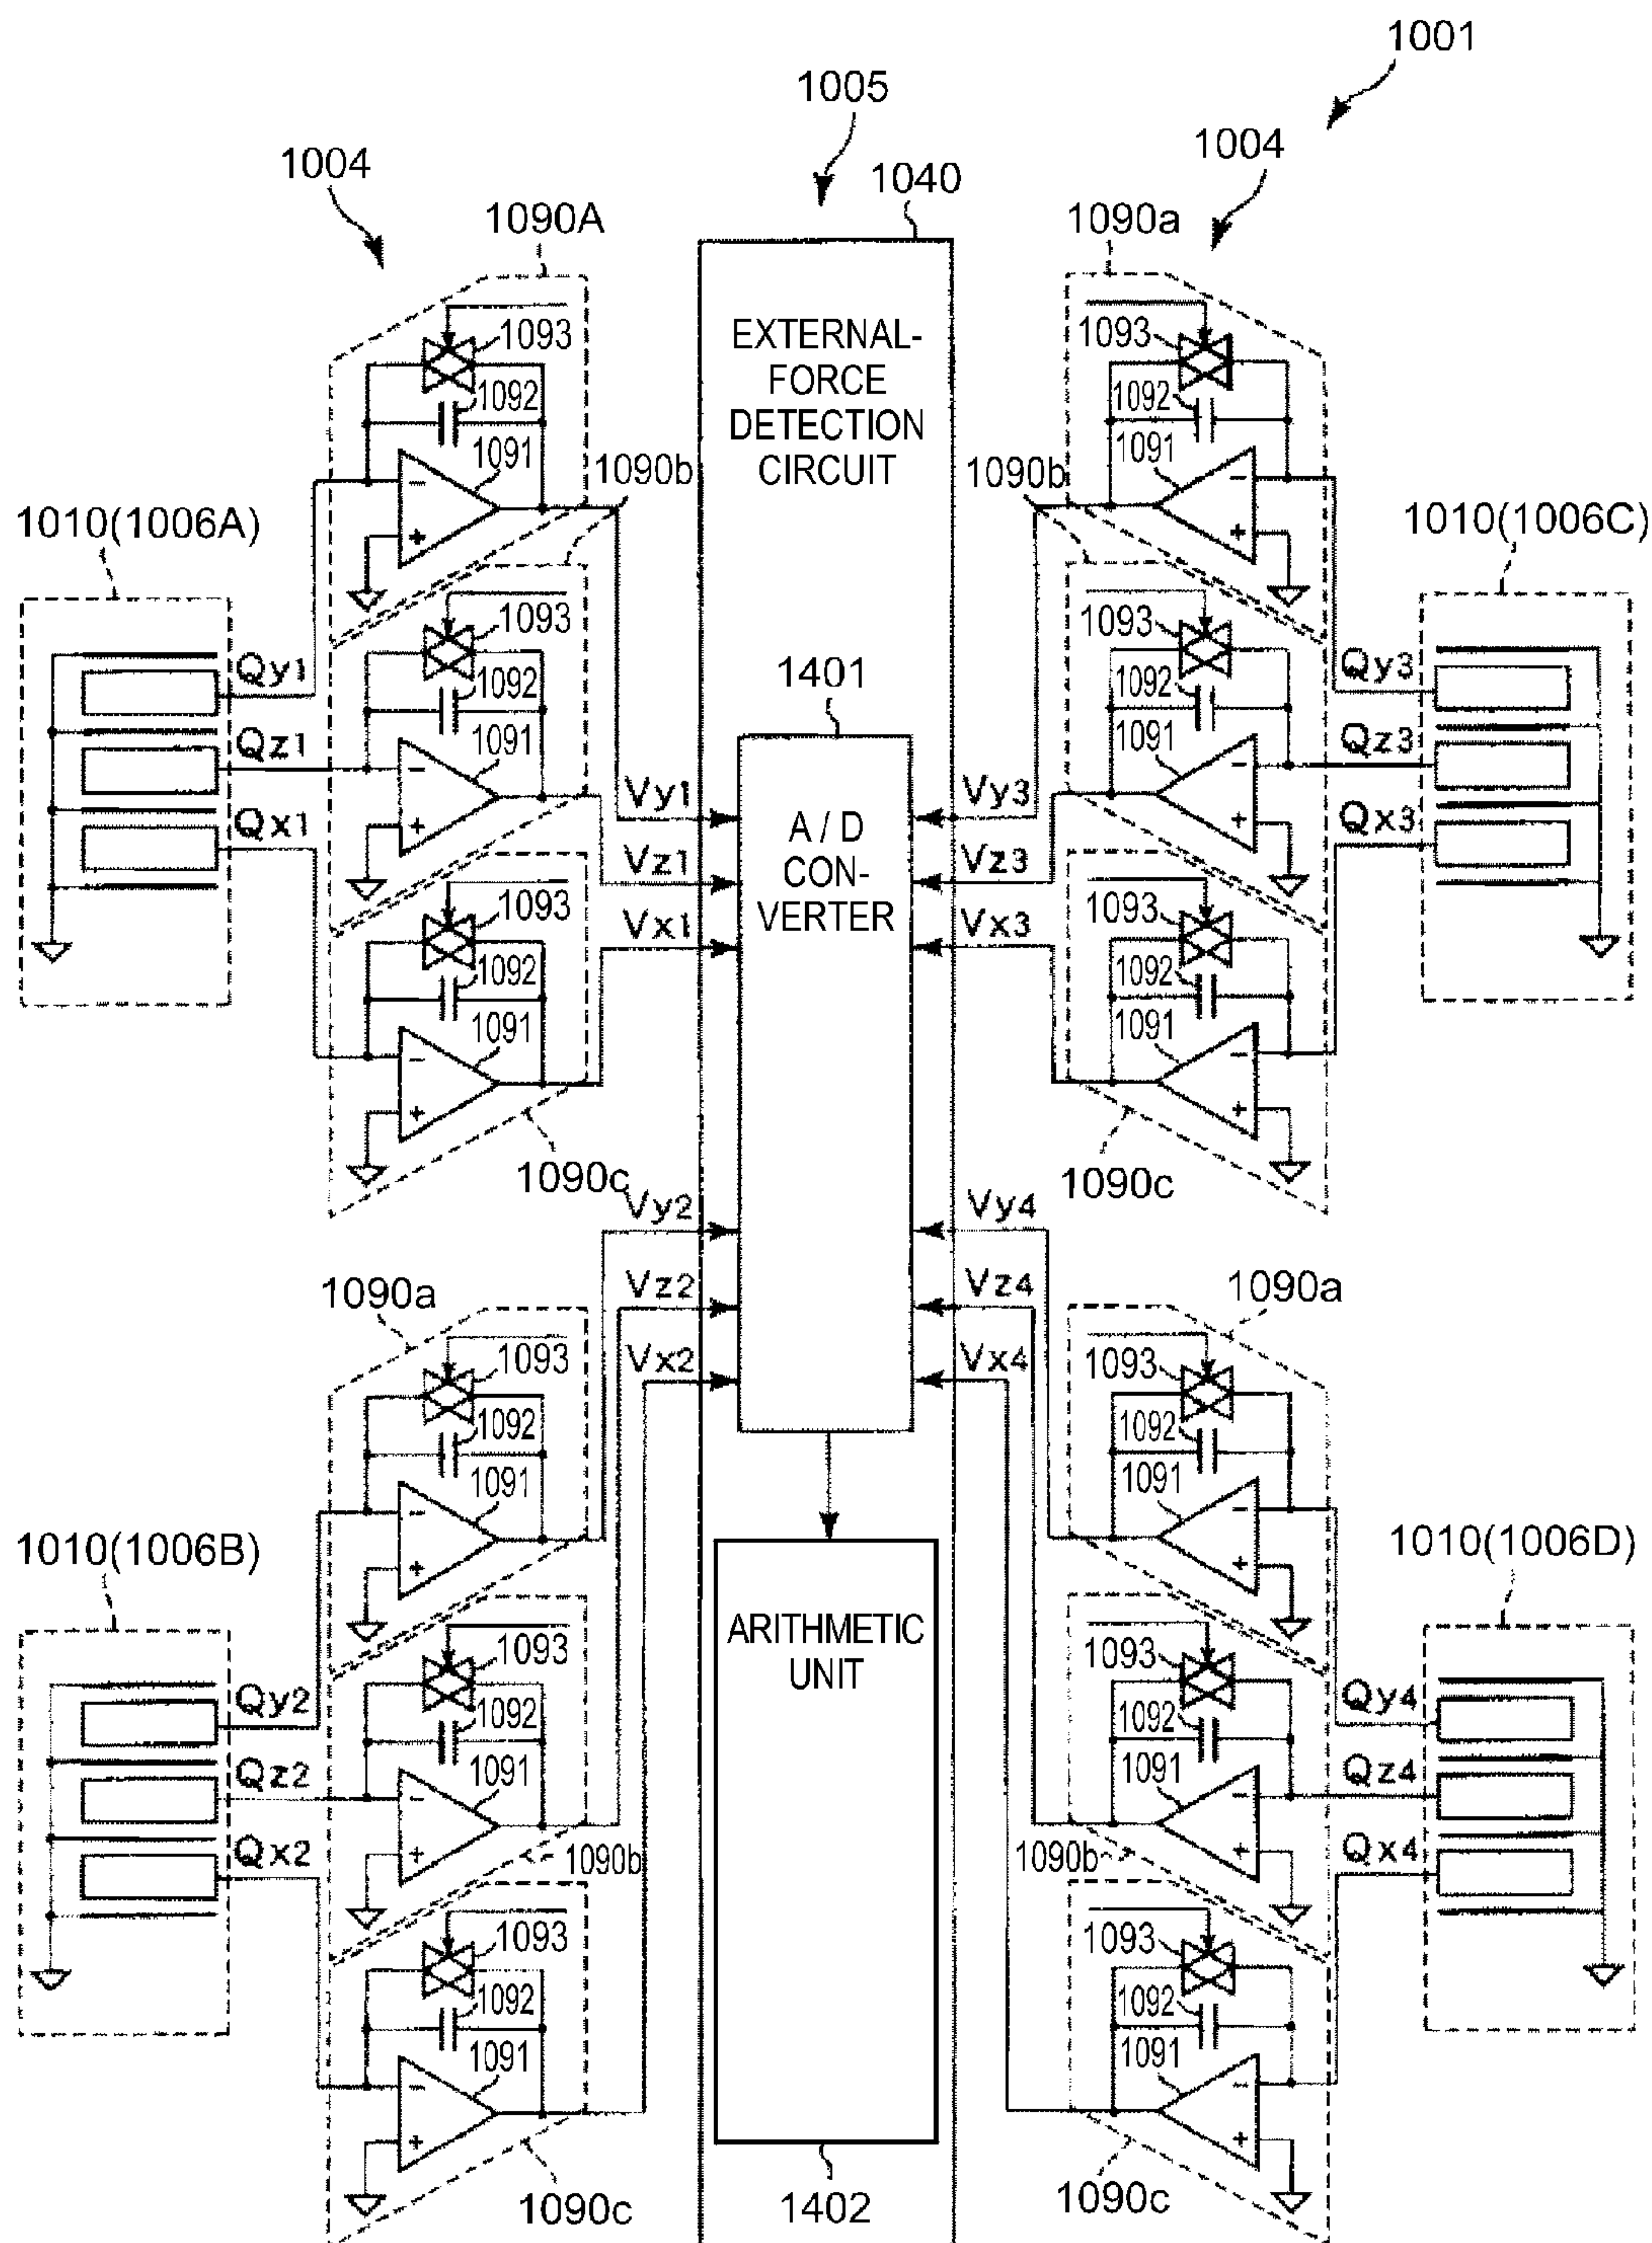 1001
1005
1004
1004
1040
1090A
1090a
1093
1092
1091
1090b
EXTERNAL-
FORCE
DETECTION
CIRCUIT
1093
1092
1091
1090b
1010(1006A)
1010(1006C)
1093
1092
1091
1093
1092
1091
Qy1
Qz1
Qx1
1401
Qy3
Qz3
Qx3
Vy1
Vz1
Vx1
A/D
CON-
VERTER
Vy3
Vz3
Vx3
1093
1092
1091
1093
1092
1091
1090c
1090c
Vy2
Vz2
Vx2
Vy4
Vz4
Vx4
1090a
1090a
1093
1092
1091
1093
1092
1091
1010(1006B)
1010(1006D)
ARITHMETIC
UNIT
1093
1092
1091
1093
1092
1091
Qy2
Qz2
Qx2
Qy4
Qz4
Qx4
1090b
1090b
1093
1092
1091
1093
1092
1091
1090c
1402
1090c
- + - +
- + - +
- + - +
- + - +
- + - +
- + - +